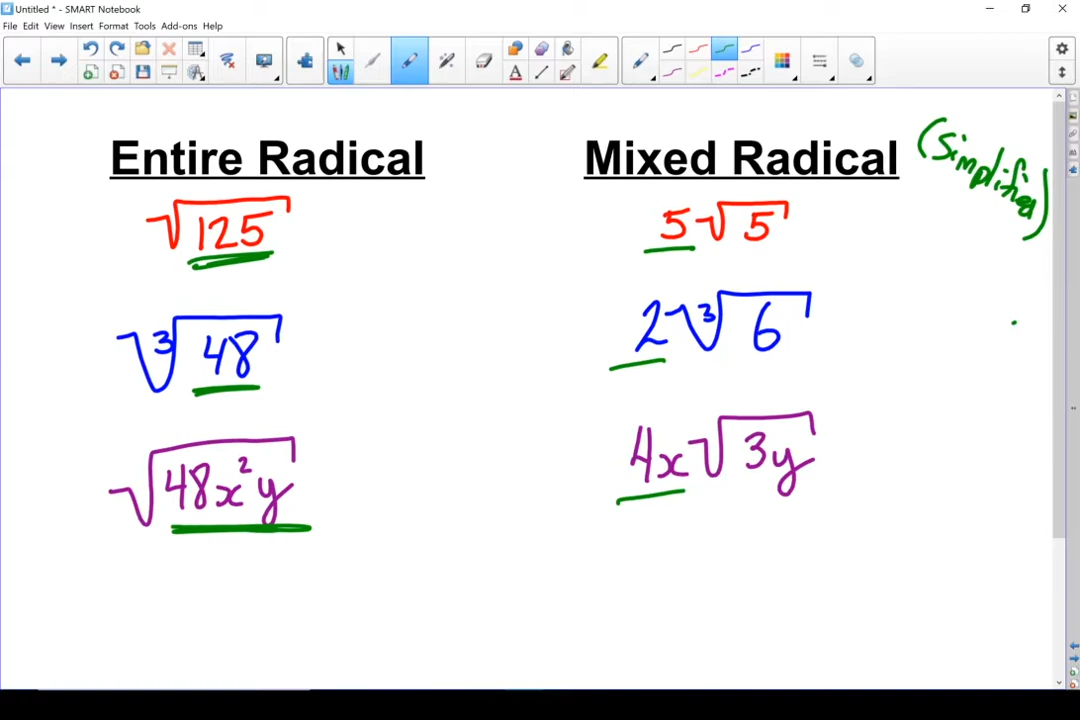 Untitled * - SMART Notebook
File Edit View Insert Format Tools Add-ons Help
Entire Radical
Mixed Radical (simplified)
√125
5√5
∛48
2∛6
√48x²y
4x√3y